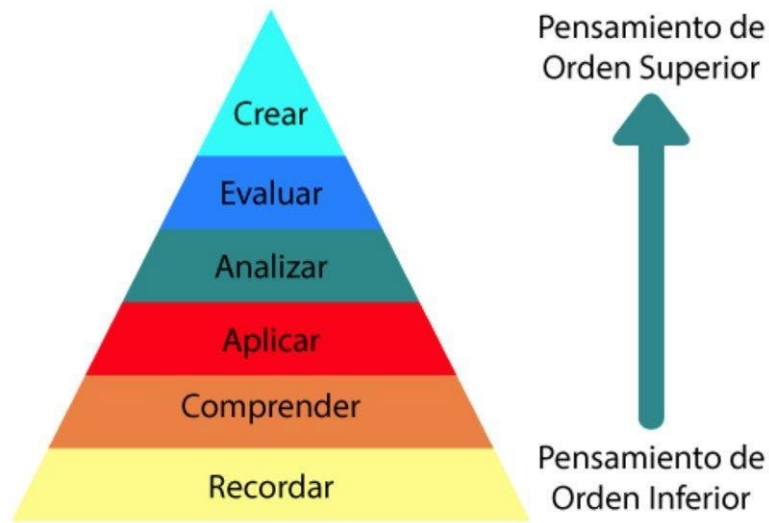 Pensamiento de
Orden Superior
Crear
Evaluar
Analizar
Aplicar
Comprender
Recordar
Pensamiento de
Orden Inferior